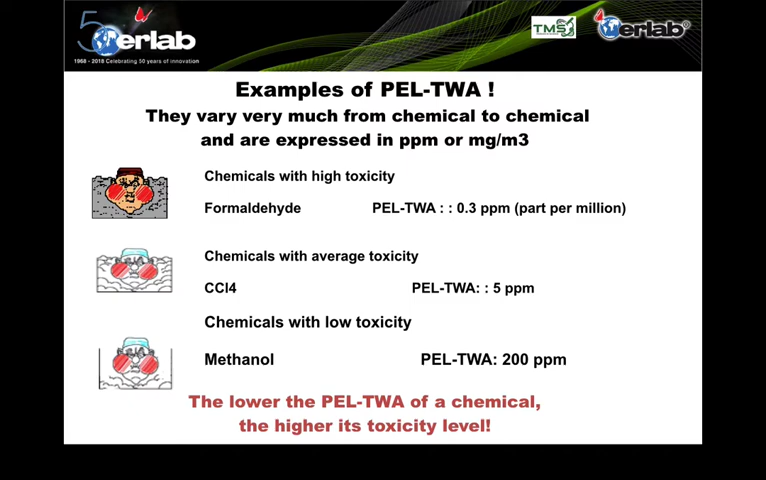 50erlab
1968 - 2018 Celebrating 50 years of innovation
TMS
erlab®
Examples of PEL-TWA !
They vary very much from chemical to chemical
and are expressed in ppm or mg/m3
Chemicals with high toxicity
Formaldehyde PEL-TWA : : 0.3 ppm (part per million)
Chemicals with average toxicity
CCl4 PEL-TWA: : 5 ppm
Chemicals with low toxicity
Methanol PEL-TWA: 200 ppm
The lower the PEL-TWA of a chemical,
the higher its toxicity level!